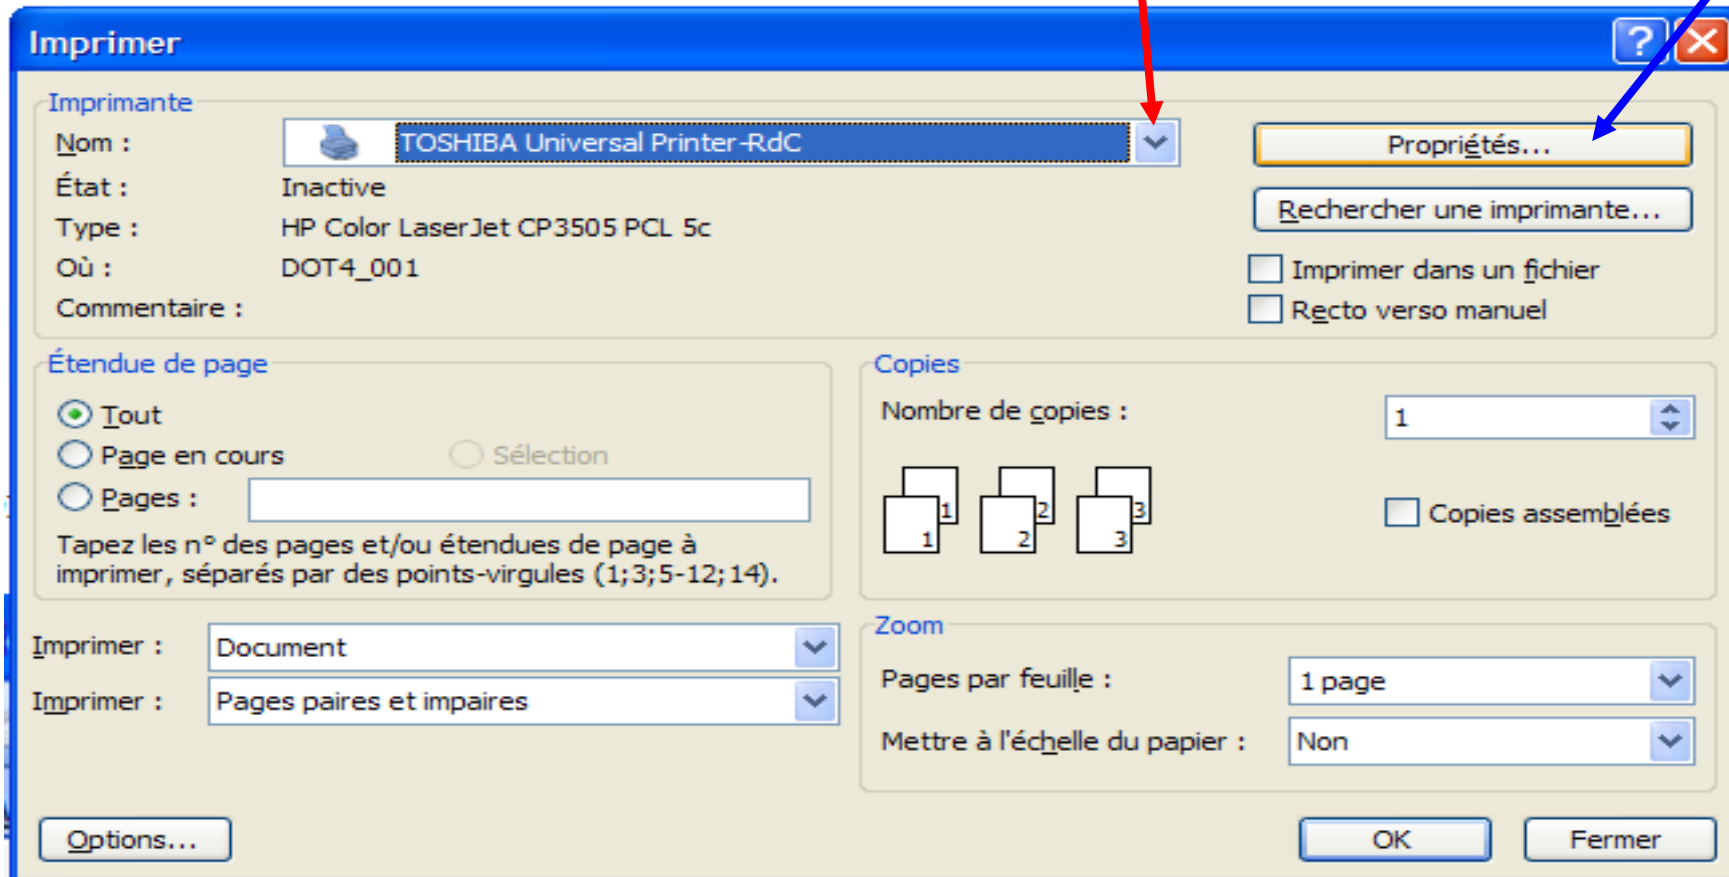 Imprimer
Imprimante
Nom : TOSHIBA Universal Printer-RdC Propriétés...
État : Inactive
Rechercher une imprimante...
Type : HP Color LaserJet CP3505 PCL 5c
Où : DOT4_001 Imprimer dans un fichier
Commentaire : Recto verso manuel
Étendue de page
Tout
Page en cours Sélection
Pages :
Tapez les n° des pages et/ou étendues de page à
imprimer, séparés par des points-virgules (1;3;5-12;14).
Copies
Nombre de copies : 1
1 2 3
1 2 3
Copies assemblées
Imprimer : Document
Imprimer : Pages paires et impaires
Zoom
Pages par feuille : 1 page
Mettre à l'échelle du papier : Non
Options... OK Fermer